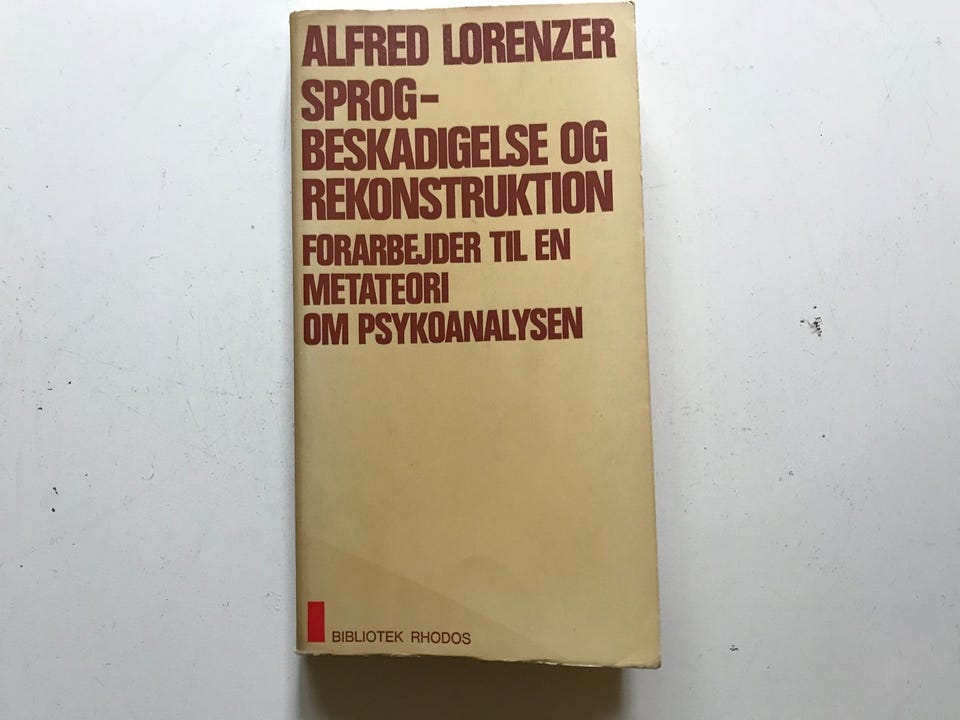 ALFRED LORENZER
SPROG-
BESKADIGELSE OG
REKONSTRUKTION
FORARBEJDER TIL EN
METATEORI
OM PSYKOANALYSEN
BIBLIOTEK RHODOS